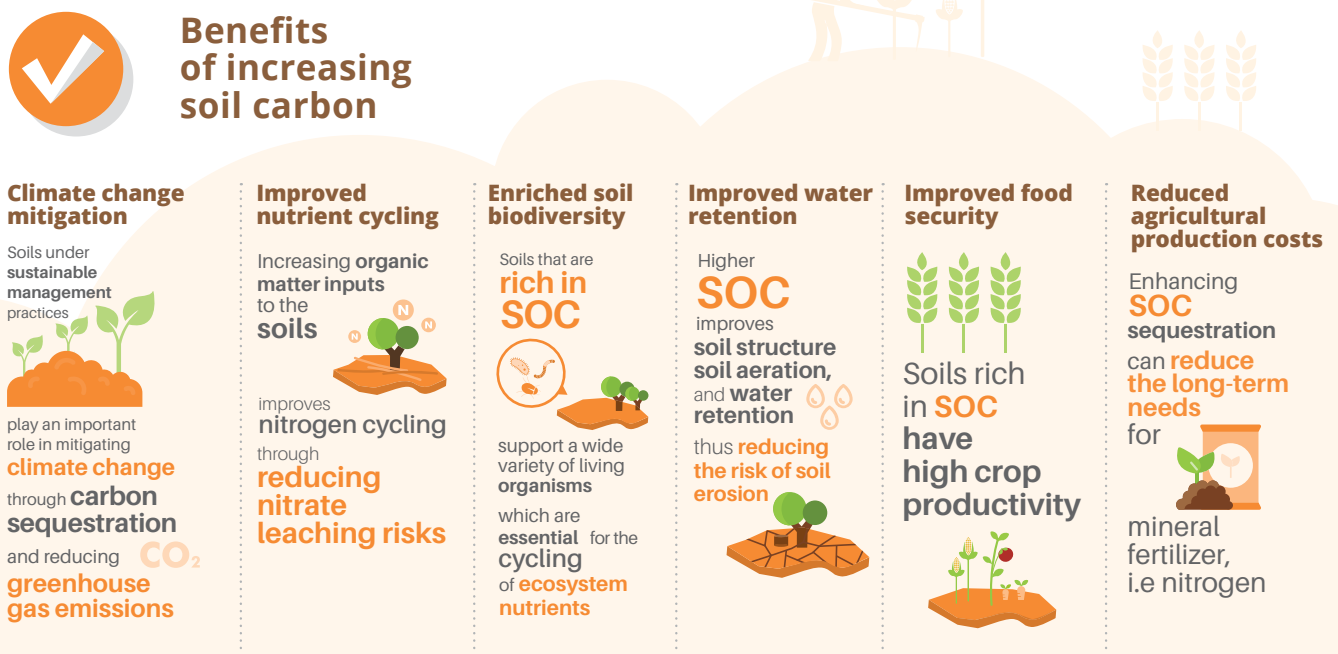 Benefits
of increasing
soil carbon
Climate change
mitigation
Soils under
sustainable
management
practices
play an important
role in mitigating
climate change
through carbon
sequestration
and reducing CO₂
greenhouse
gas emissions
Improved
nutrient cycling
Increasing organic
matter inputs
to the
soils
N
N
N
improves
nitrogen cycling
through
reducing
nitrate
leaching risks
Enriched soil
biodiversity
Soils that are
rich in
SOC
support a wide
variety of living
organisms
which are
essential for the
cycling
of ecosystem
nutrients
Improved water
retention
Higher
SOC
improves
soil structure
soil aeration,
and water
retention
thus reducing
the risk of soil
erosion
Improved food
security
Soils rich
in SOC
have
high crop
productivity
Reduced
agricultural
production costs
Enhancing
SOC
sequestration
can reduce
the long-term
needs
for
mineral
fertilizer,
i.e nitrogen